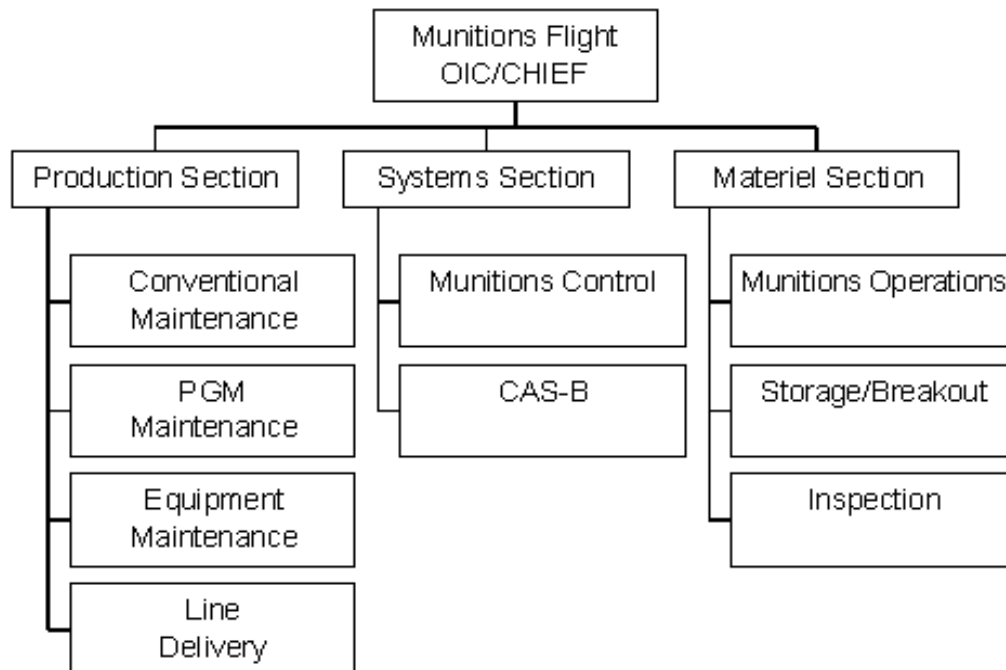 Munitions Flight
OIC/CHIEF
Production Section
Systems Section
Materiel Section
Conventional
Maintenance
PGM
Maintenance
Equipment
Maintenance
Line
Delivery
Munitions Control
CAS-B
Munitions Operations
Storage/Breakout
Inspection